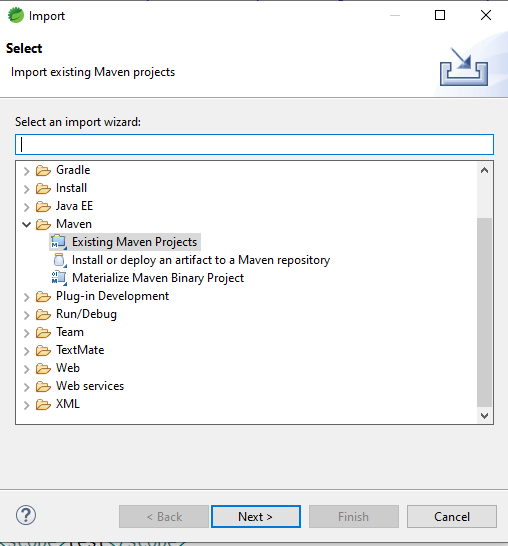 Import
Select
Import existing Maven projects
Select an import wizard:
Gradle
Install
Java EE
Maven
Existing Maven Projects
Install or deploy an artifact to a Maven repository
Materialize Maven Binary Project
Plug-in Development
Run/Debug
Team
TextMate
Web
Web services
XML
< Back
Next >
Finish
Cancel